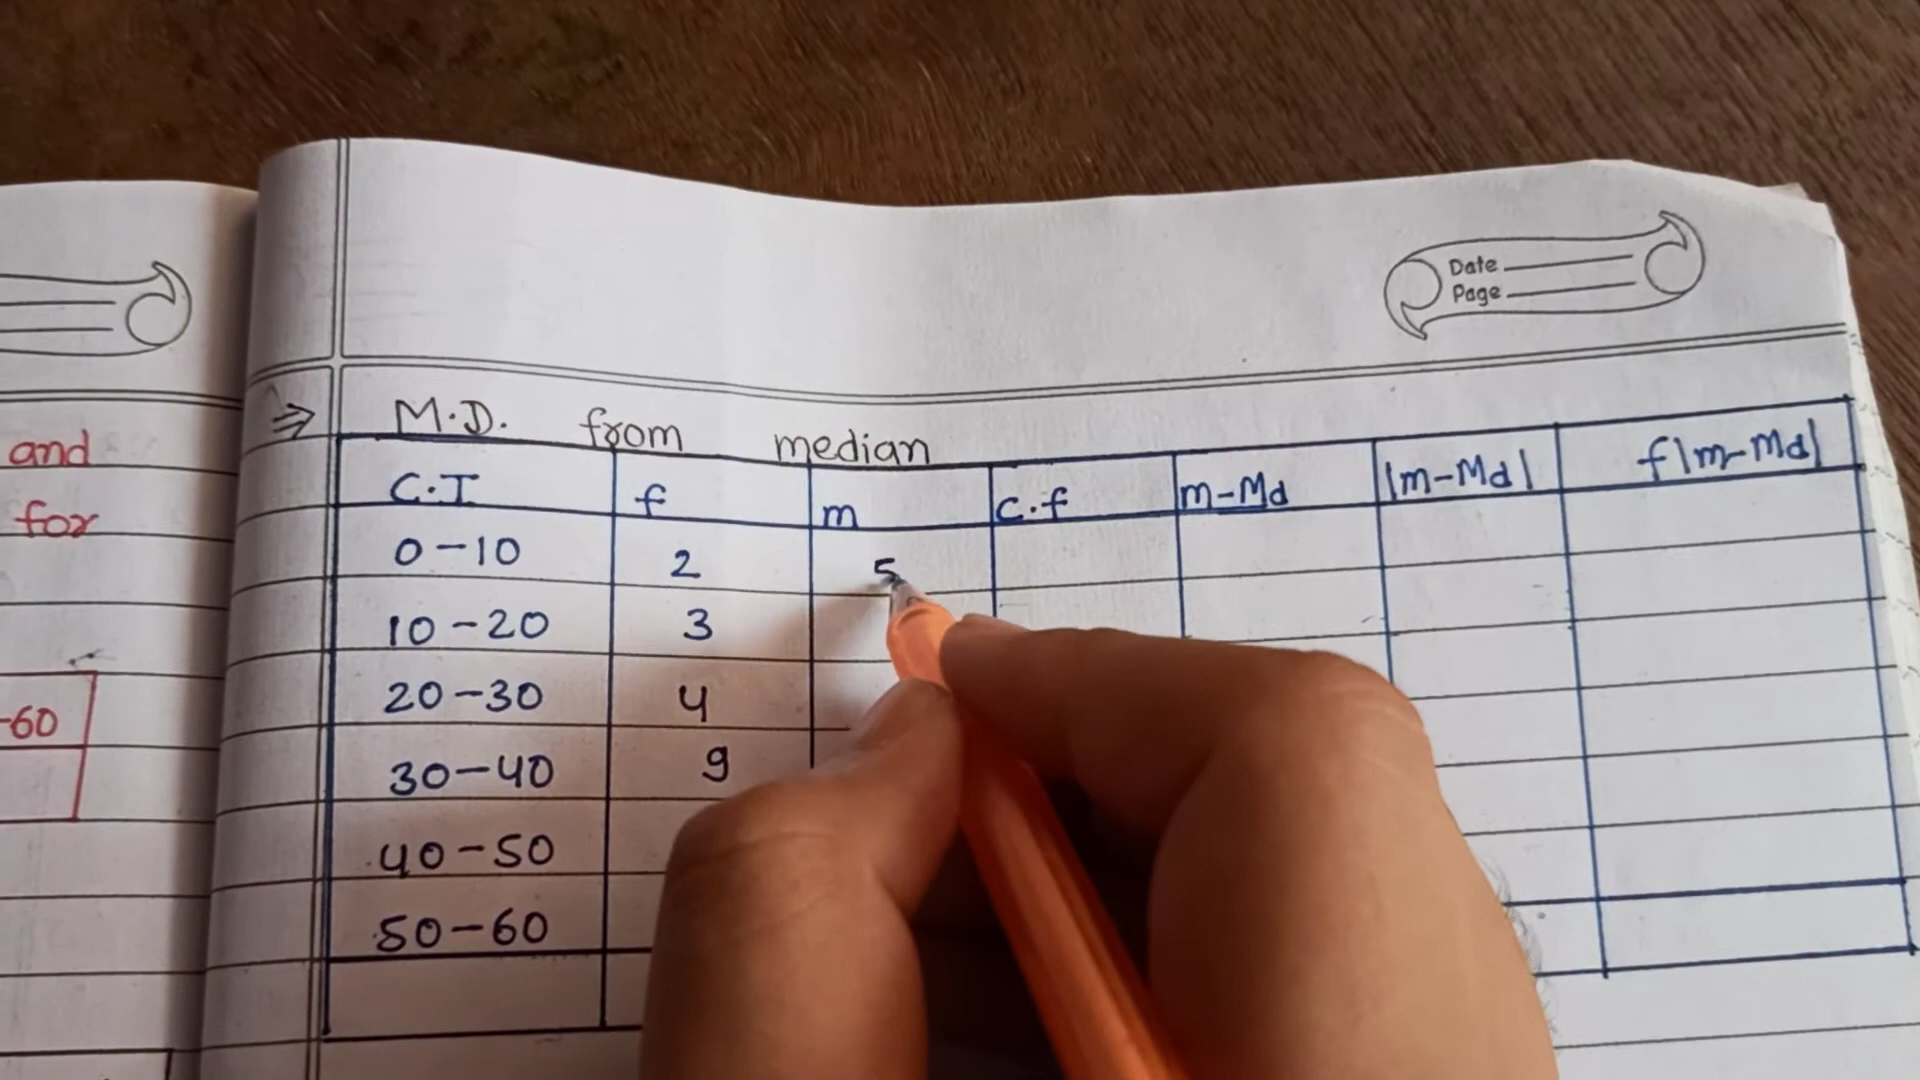 Date
Page
and
for
-60
M.D. from median
C.I f m c.f m-Md |m-Md| f|m-Md|
0-10 2 5
10-20 3
20-30 4
30-40 9
40-50
50-60